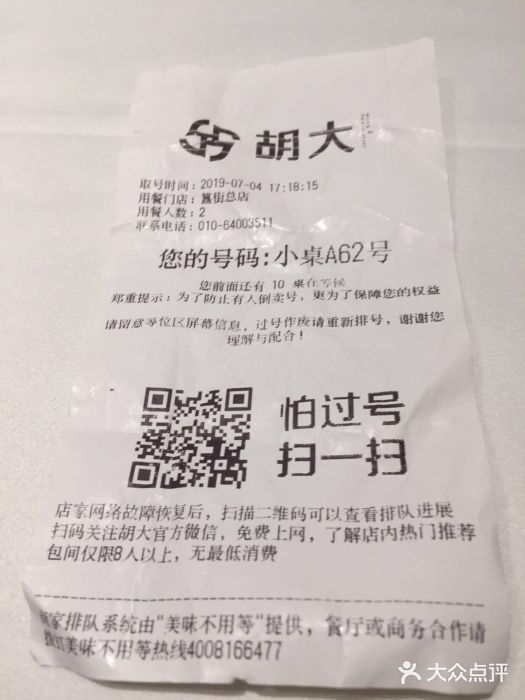 胡大
取号时间：2019-07-04 17:18:15
用餐门店：簋街总店
用餐人数：2
联系电话：010-64003511
您的号码：小桌A62号
您前面还有 10 桌在等候
郑重提示：为了防止有人倒卖号，更为了保障您的权益
请留意等位区屏幕信息，过号作废请重新排号，谢谢您
理解与配合！
怕过号
扫一扫
店家网络故障恢复后，扫描二维码可以查看排队进展
扫码关注胡大官方微信，免费上网，了解店内热门推荐
包间仅限8人以上，无最低消费
商家排队系统由"美味不用等"提供，餐厅或商务合作请
拨打美味不用等热线4008166477
大众点评